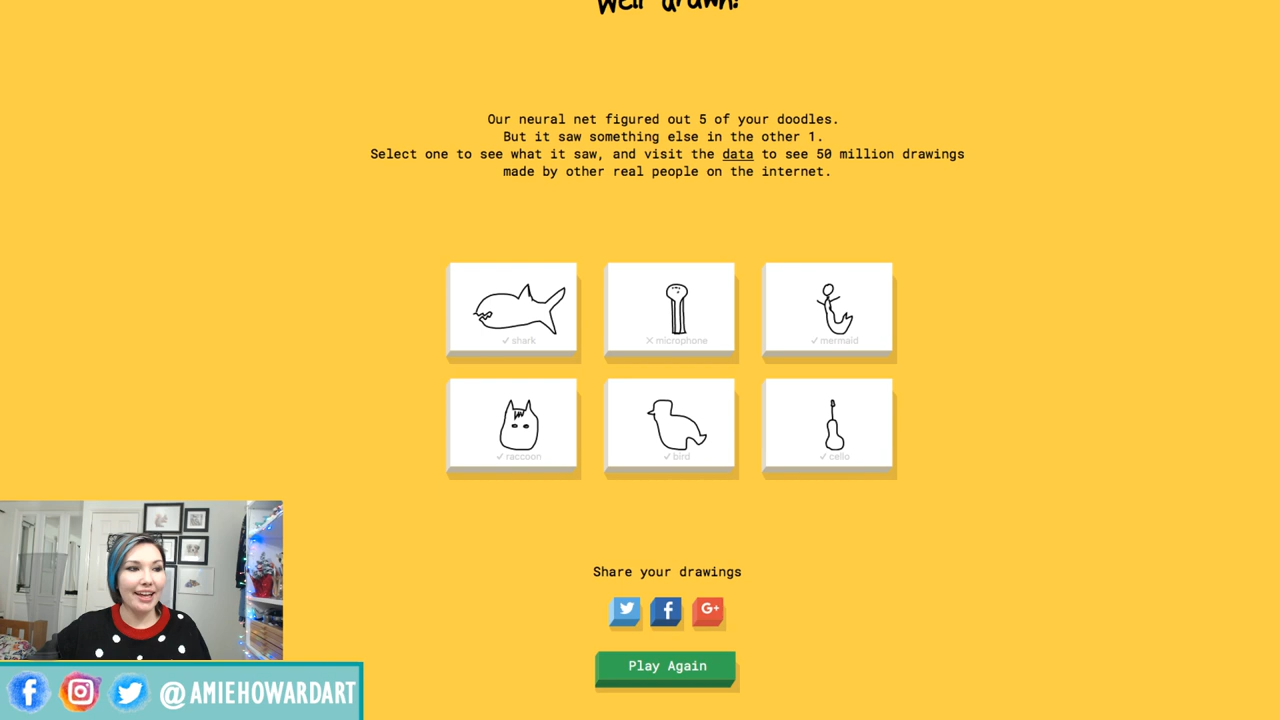 Well drawn!
Our neural net figured out 5 of your doodles.
But it saw something else in the other 1.
Select one to see what it saw, and visit the data to see 50 million drawings
made by other real people on the internet.
✓ shark
✕ microphone
✓ mermaid
✓ raccoon
✓ bird
✓ cello
Share your drawings
G+
Play Again
@AMIEHOWARDART